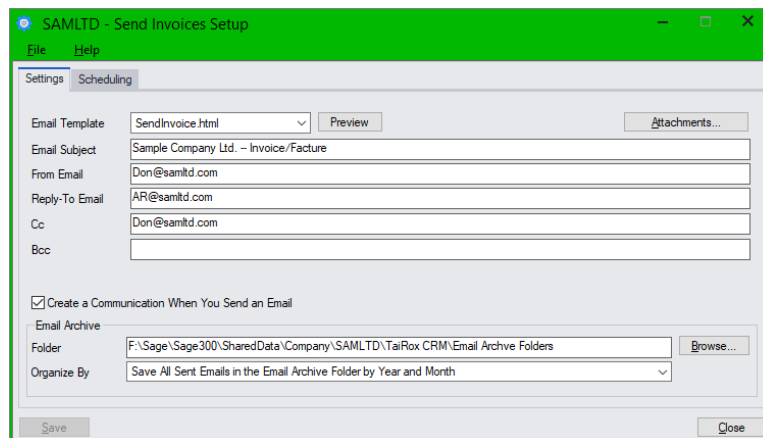 SAMLTD - Send Invoices Setup
File Help
Settings Scheduling
Email Template SendInvoice.html Preview Attachments...
Email Subject Sample Company Ltd. -- Invoice/Facture
From Email Don@samltd.com
Reply-To Email AR@samltd.com
Cc Don@samltd.com
Bcc
Create a Communication When You Send an Email
Email Archive
Folder F:\Sage\Sage300\SharedData\Company\SAMLTD\TaiRox CRM\Email Archve Folders Browse...
Organize By Save All Sent Emails in the Email Archive Folder by Year and Month
Save Close